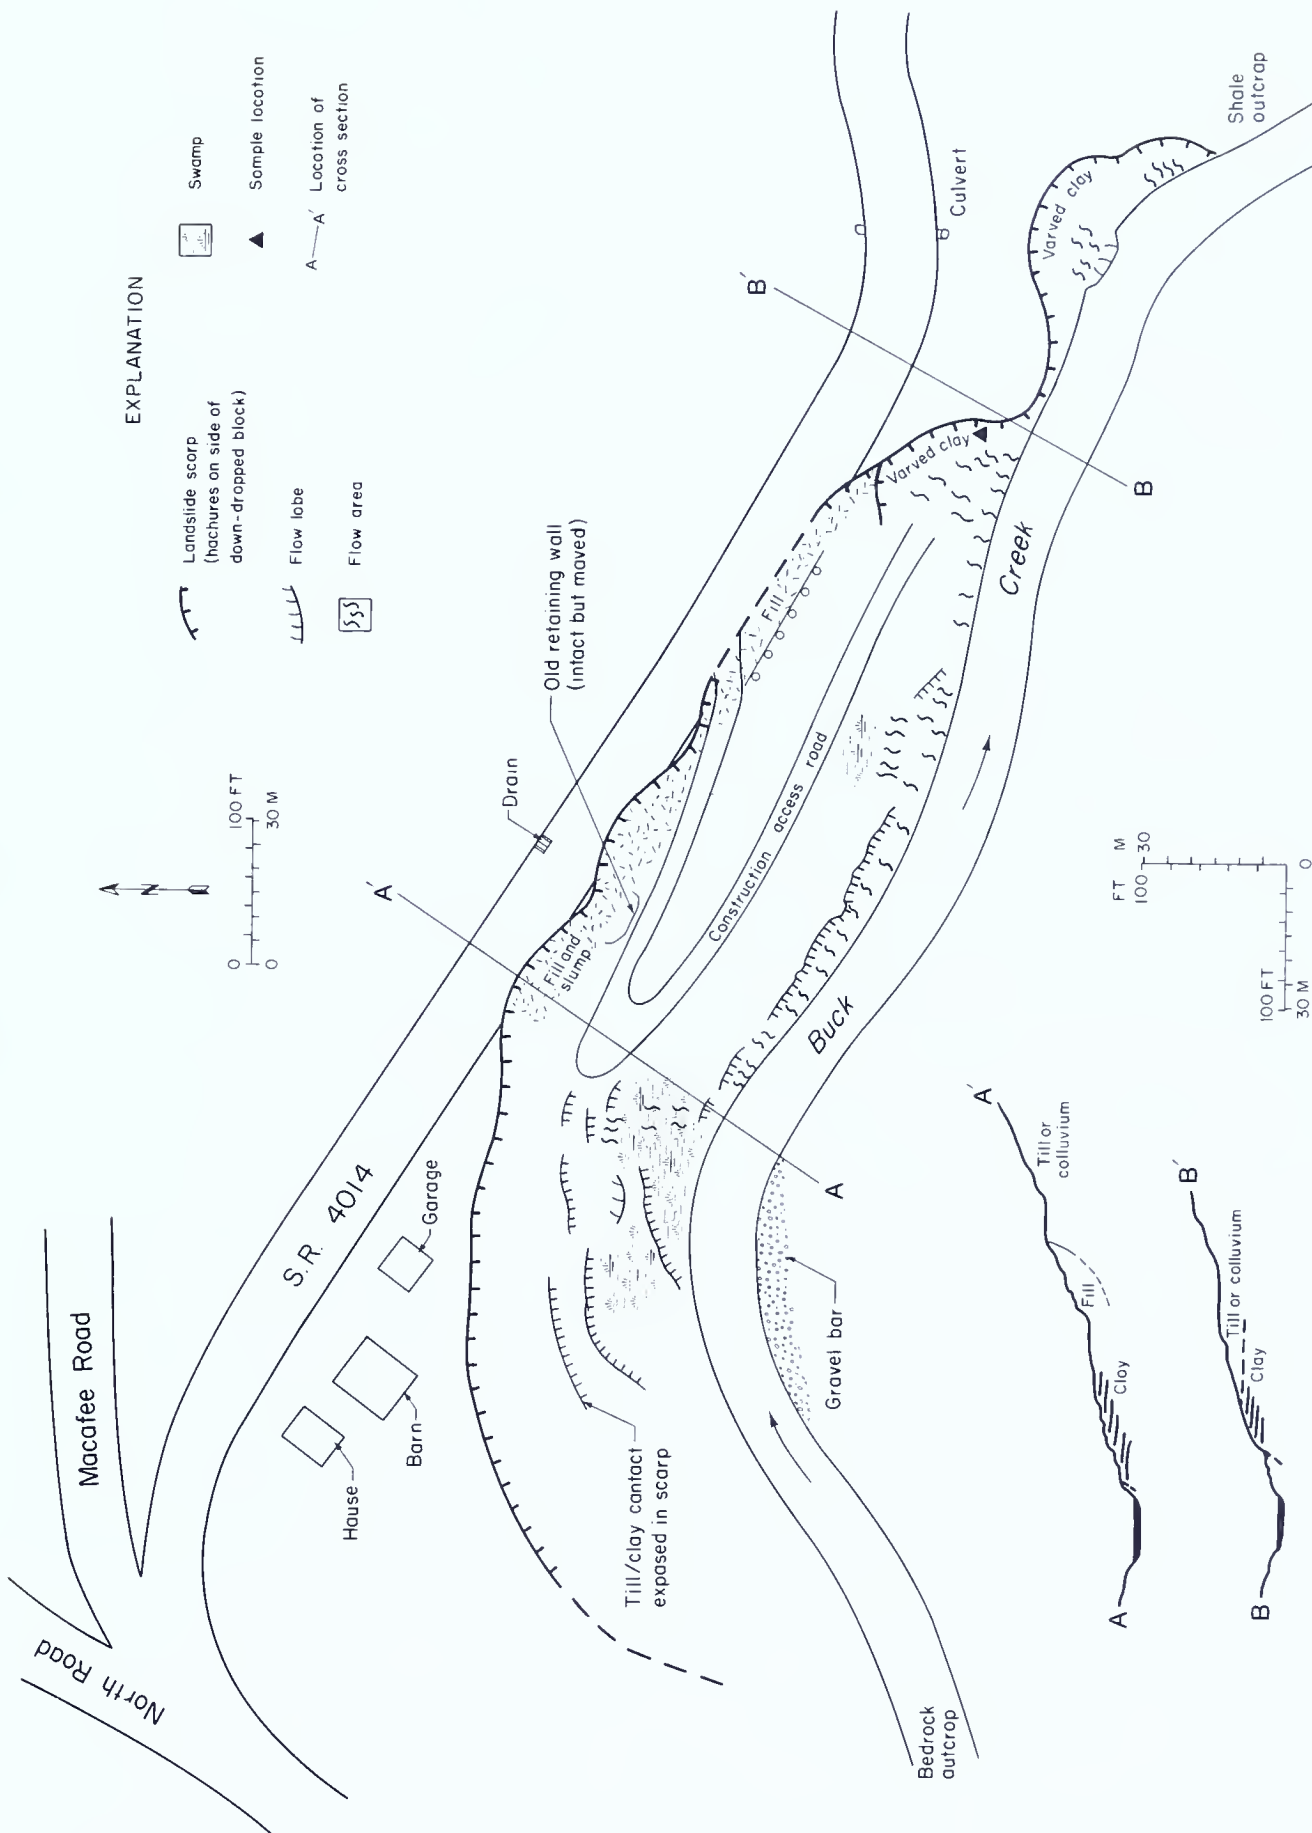 EXPLANATION
Landslide scarp
(hachures on side of
down-dropped block)
Flow lobe
Flow area
Swamp
Sample location
A A' Location of
cross section
N
0 100 FT
0 30 M
North Road
Macafee Road
S.R. 4014
House
Barn
Garage
Drain
Old retaining wall
(intact but moved)
A'
B'
Culvert
Fill and
slump
Fill
Varved clay
Varved clay
Shale
outcrop
Construction access road
Till/clay contact
exposed in scarp
Gravel bar
Buck
Creek
A
B
Bedrock
outcrop
A
A'
Till or
colluvium
Fill
Clay
B
B'
Till or colluvium
Clay
FT M
100 30
100 FT
30 M 0